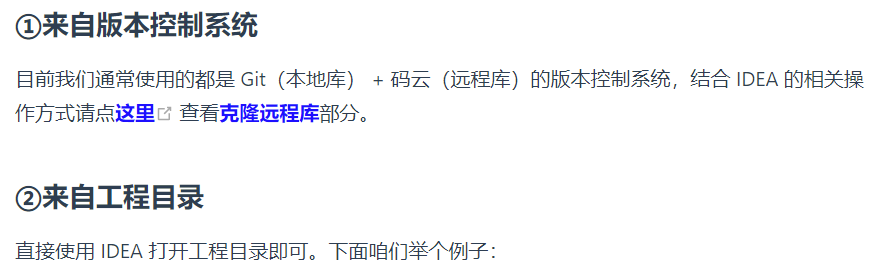 ①来自版本控制系统
目前我们通常使用的都是 Git（本地库） + 码云（远程库）的版本控制系统，结合 IDEA 的相关操
作方式请点这里 查看克隆远程库部分。
②来自工程目录
直接使用 IDEA 打开工程目录即可。下面咱们举个例子：